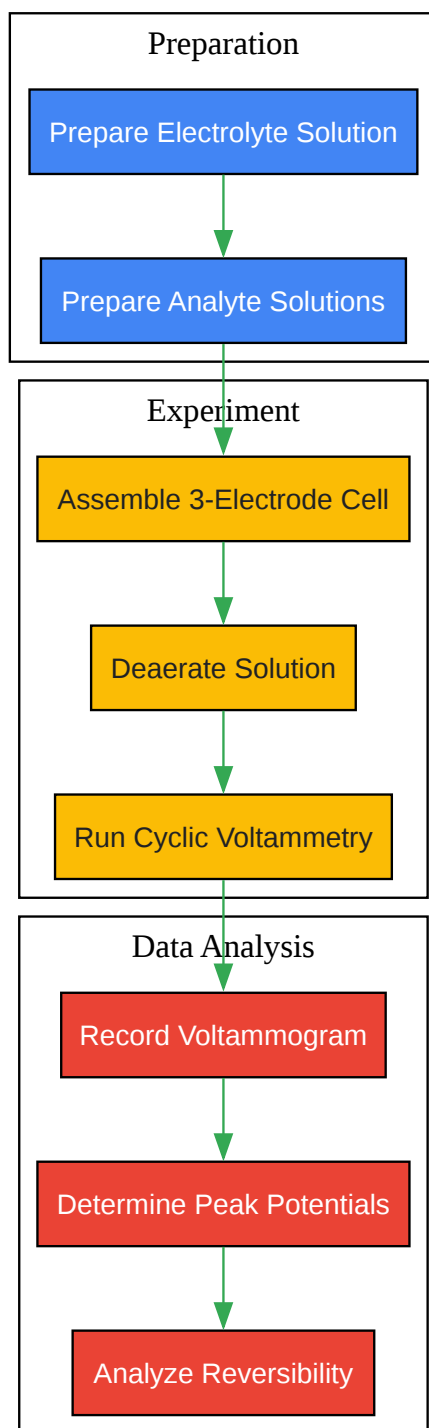 Preparation
Prepare Electrolyte Solution
Prepare Analyte Solutions
Experiment
Assemble 3-Electrode Cell
Deaerate Solution
Run Cyclic Voltammetry
Data Analysis
Record Voltammogram
Determine Peak Potentials
Analyze Reversibility